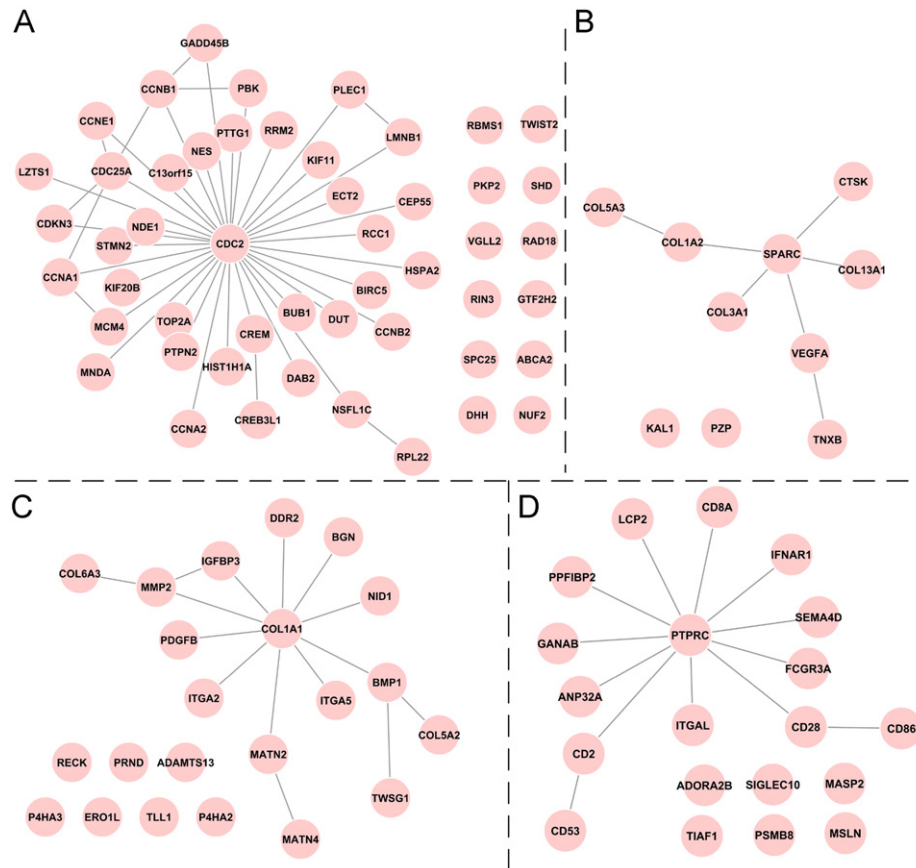 A
GADD45B
CCNB1
PBK
PLEC1
CCNE1
PTTG1
RRM2
LMNB1
NES
KIF11
LZTS1
CDC25A
C13orf15
ECT2
CEP55
CDKN3
NDE1
RCC1
STMN2
CDC2
HSPA2
CCNA1
KIF20B
BIRC5
MCM4
TOP2A
CREM
BUB1
DUT
CCNB2
MNDA
PTPN2
HIST1H1A
DAB2
NSFL1C
CCNA2
CREB3L1
RPL22
RBMS1
TWIST2
PKP2
SHD
VGLL2
RAD18
RIN3
GTF2H2
SPC25
ABCA2
DHH
NUF2
B
CTSK
COL5A3
COL1A2
SPARC
COL13A1
COL3A1
VEGFA
KAL1
PZP
TNXB
C
DDR2
BGN
IGFBP3
COL6A3
MMP2
NID1
PDGFB
COL1A1
ITGA2
ITGA5
BMP1
COL5A2
MATN2
TWSG1
MATN4
RECK
PRND
ADAMTS13
P4HA3
ERO1L
TLL1
P4HA2
D
LCP2
CD8A
IFNAR1
PPFIBP2
SEMA4D
GANAB
PTPRC
FCGR3A
ANP32A
ITGAL
CD28
CD86
CD2
CD53
ADORA2B
SIGLEC10
MASP2
TIAF1
PSMB8
MSLN